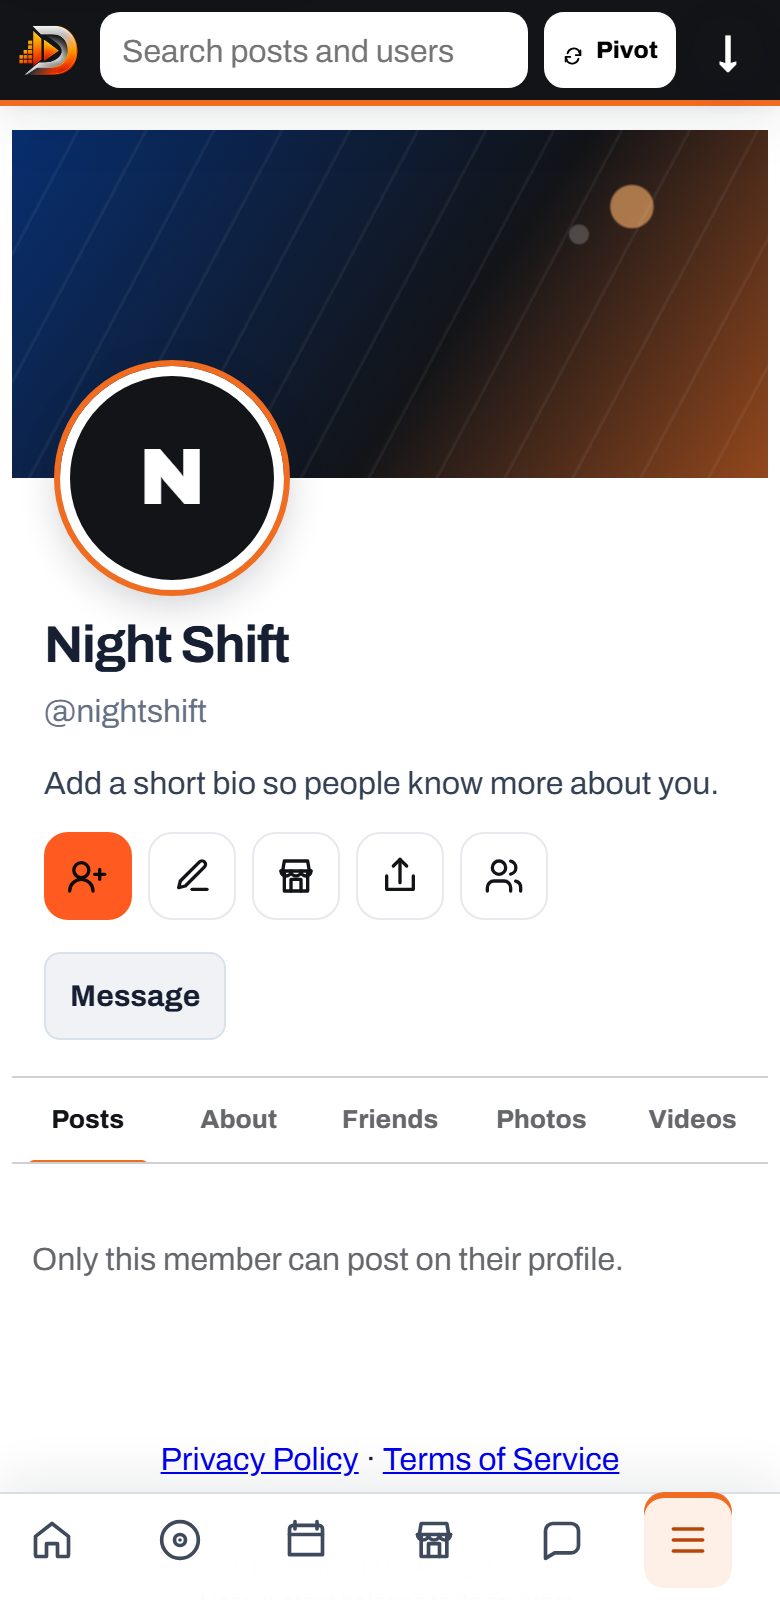 Search posts and users
Pivot
N
Night Shift
@nightshift
Add a short bio so people know more about you.
Message
Posts About Friends Photos Videos
Only this member can post on their profile.
Privacy Policy · Terms of Service